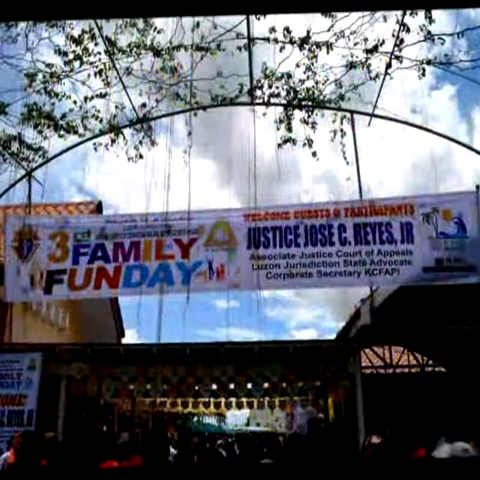 3
FAMILY
FUNDAY
WELCOME GUESTS & PARTICIPANTS
JUSTICE JOSE C. REYES, JR
Associate Justice Court of Appeals
Luzon Jurisdiction State Advocate
Corporate Secretary KCFAPI